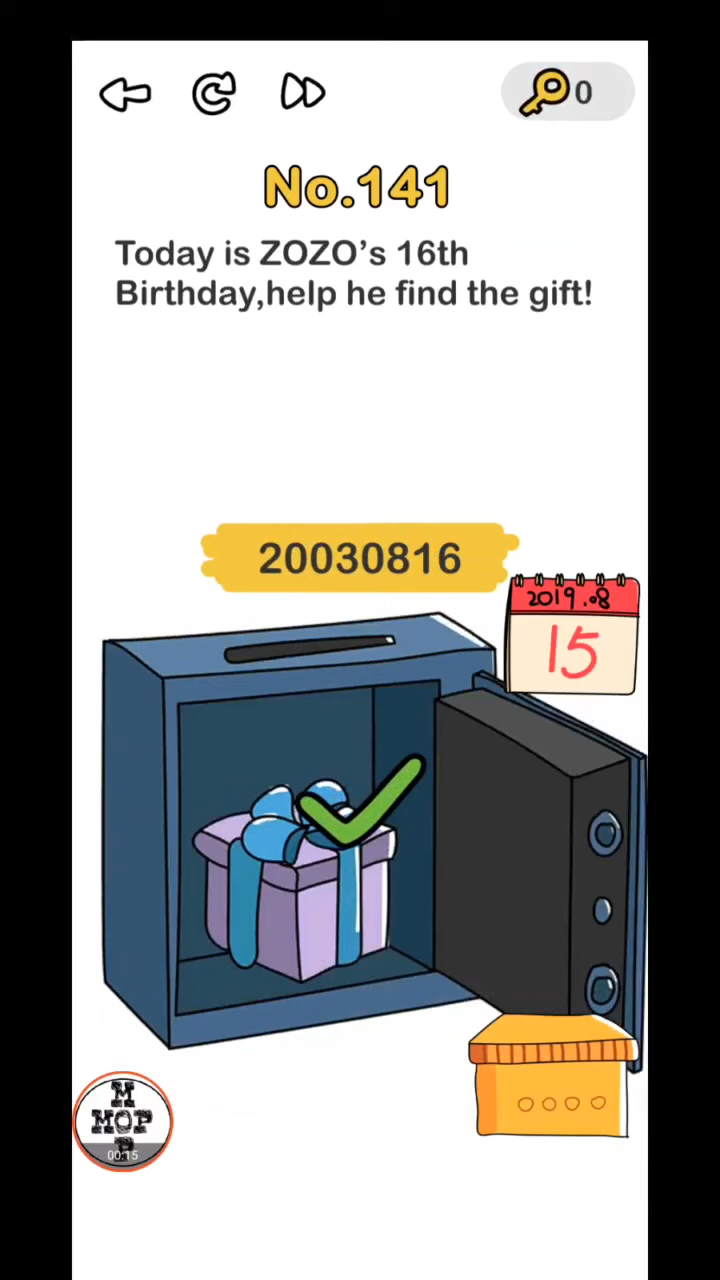 0
No.141
Today is ZOZO's 16th
Birthday,help he find the gift!
20030816
2019.08
15
M
MOP
P
00:15